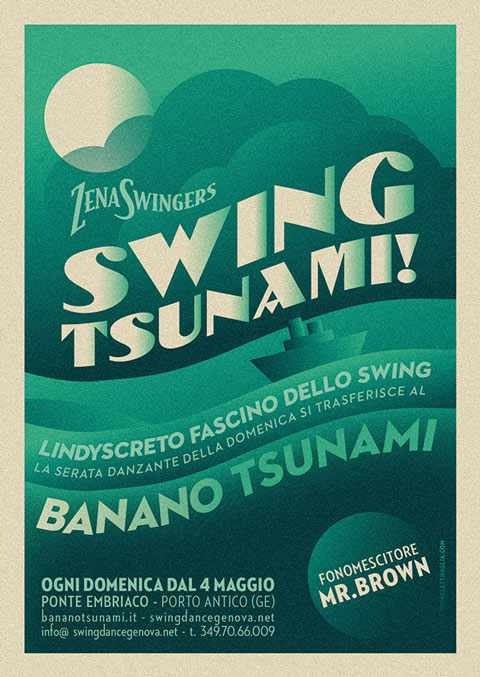 ZENASWINGERS
SWING
TSUNAMI!
LINDYSCRETO FASCINO DELLO SWING
LA SERATA DANZANTE DELLA DOMENICA SI TRASFERISCE AL
BANANO TSUNAMI
FONOMESCITORE
MR.BROWN
OGNI DOMENICA DAL 4 MAGGIO
PONTE EMBRIACO - PORTO ANTICO (GE)
bananotsunami.it - swingdancegenova.net
info@ swingdancegenova.net - t. 349.70.66.009